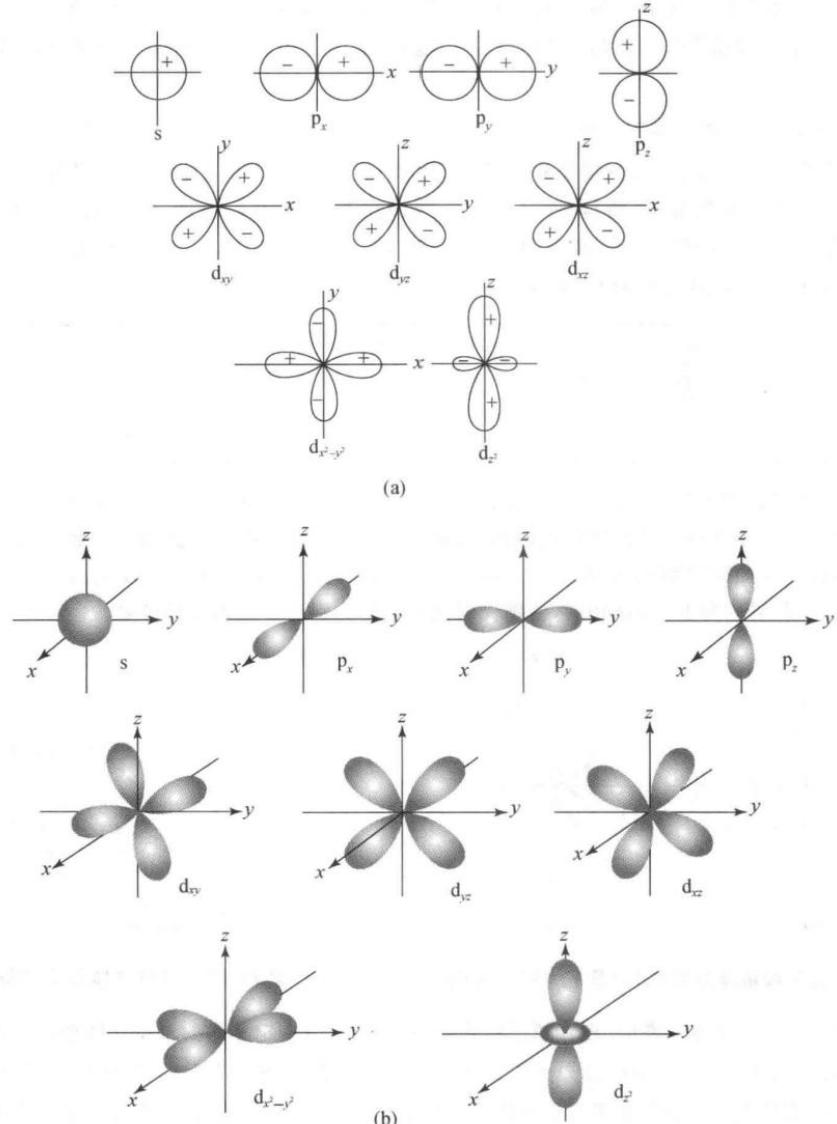 z
+ - + x - + y +
s p_x p_y -
p_z
y z z
- + - + - +
x y x
+ - + - + -
d_xy d_yz d_xz
y z
- +
+ + x - -
- +
d_x²−y² d_z²
(a)
z z z z
y y y y
x s x p_x x p_y x p_z
z z z
y y y
x d_xy x d_yz x d_xz
z z
y y
x d_x²−y² x d_z²
(b)